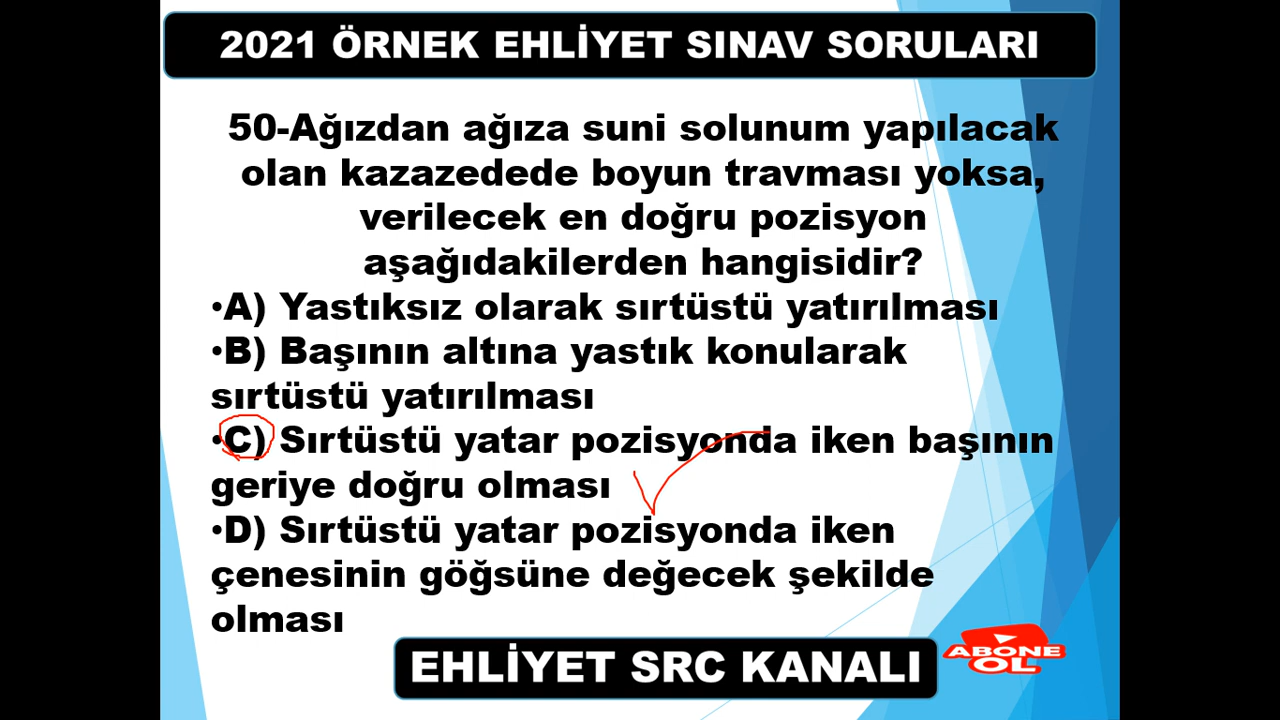 2021 ÖRNEK EHLİYET SINAV SORULARI
50-Ağızdan ağıza suni solunum yapılacak
olan kazazedede boyun travması yoksa,
verilecek en doğru pozisyon
aşağıdakilerden hangisidir?
•A) Yastıksız olarak sırtüstü yatırılması
•B) Başının altına yastık konularak
sırtüstü yatırılması
•C) Sırtüstü yatar pozisyonda iken başının
geriye doğru olması
•D) Sırtüstü yatar pozisyonda iken
çenesinin göğsüne değecek şekilde
olması
EHLİYET SRC KANALI
ABONE
OL